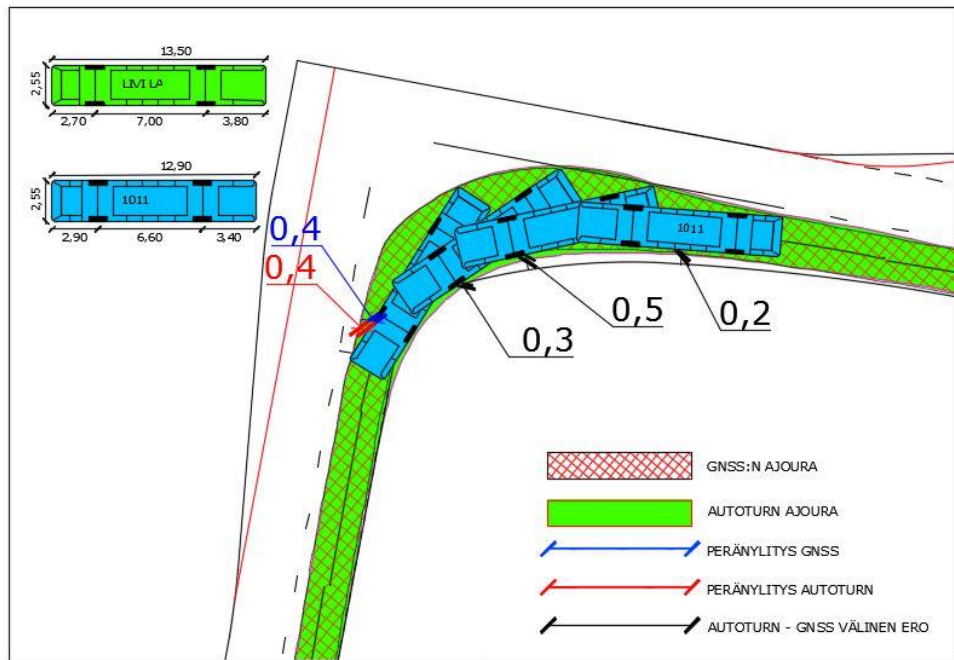 13,50
2,55
LIVI LA
2,70 7,00 3,80
12,90
2,55
1011
2,90 6,60 3,40
0,4
0,4
1011
0,3
0,5
0,2
GNSS:N AJOURA
AUTOTURN AJOURA
PERÄNYLITYS GNSS
PERÄNYLITYS AUTOTURN
AUTOTURN - GNSS VÄLINEN ERO